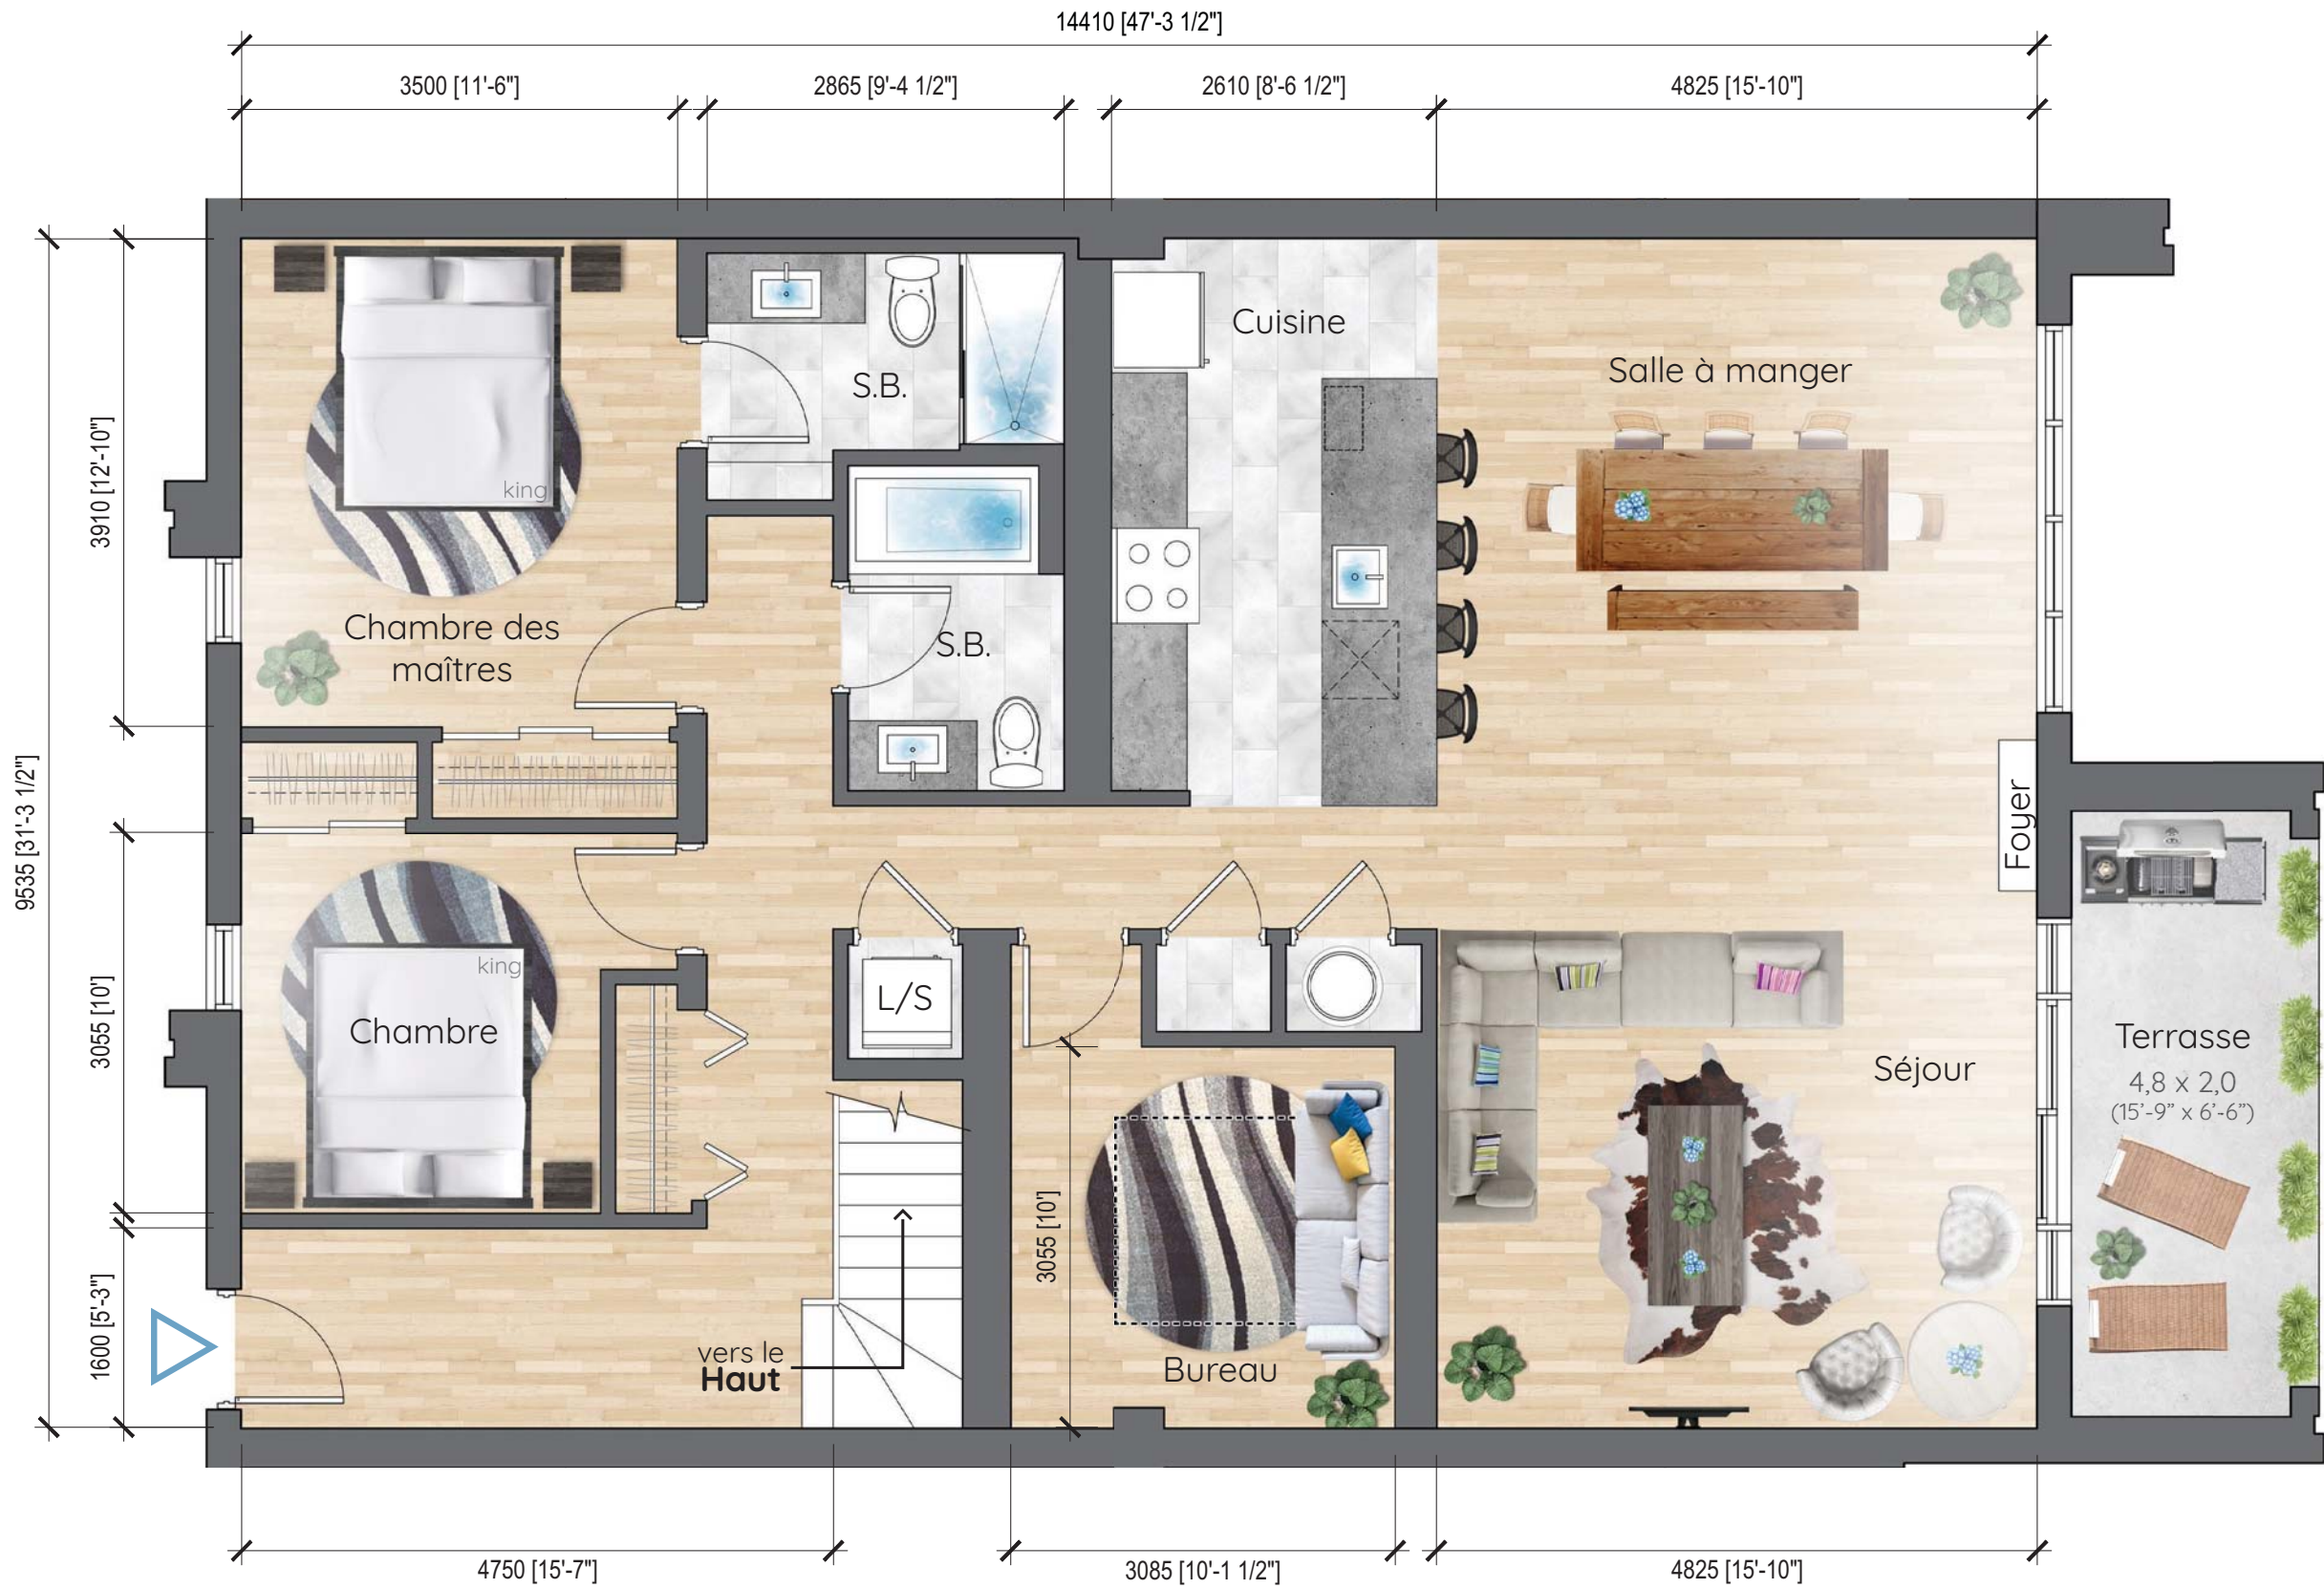 14410 [47'-3 1/2"]
3500 [11'-6"]
2865 [9'-4 1/2"]
2610 [8'-6 1/2"]
4825 [15'-10"]
9535 [31'-3 1/2"]
3910 [12'-10"]
3055 [10']
1600 [5'-3"]
king
Chambre des
maîtres
S.B.
S.B.
Cuisine
Salle à manger
Foyer
king
Chambre
L/S
vers le
Haut
3055 [10']
Bureau
Séjour
Terrasse
4,8 x 2,0
(15'-9” x 6'-6”)
4750 [15'-7"]
3085 [10'-1 1/2"]
4825 [15'-10"]